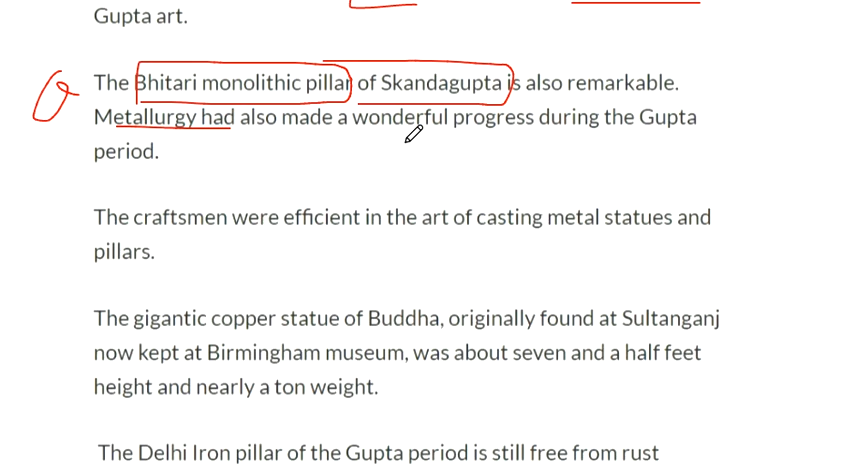 Gupta art.
The Bhitari monolithic pillar of Skandagupta is also remarkable.
Metallurgy had also made a wonderful progress during the Gupta
period.
The craftsmen were efficient in the art of casting metal statues and
pillars.
The gigantic copper statue of Buddha, originally found at Sultanganj
now kept at Birmingham museum, was about seven and a half feet
height and nearly a ton weight.
The Delhi Iron pillar of the Gupta period is still free from rust